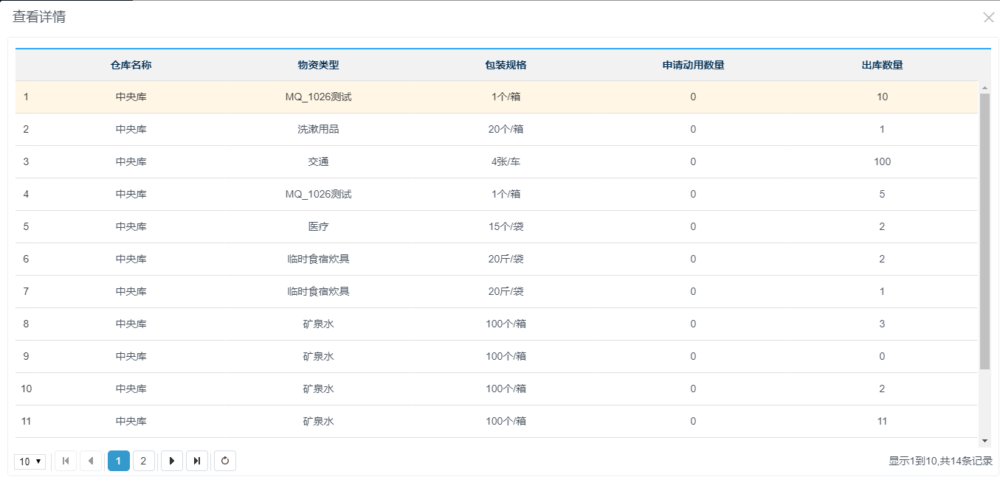 查看详情
仓库名称 物资类型 包装规格 申请动用数量 出库数量
1 中央库 MQ_1026测试 1个/箱 0 10
2 中央库 洗漱用品 20个/箱 0 1
3 中央库 交通 4张/车 0 100
4 中央库 MQ_1026测试 1个/箱 0 5
5 中央库 医疗 15个/袋 0 2
6 中央库 临时食宿炊具 20斤/袋 0 2
7 中央库 临时食宿炊具 20斤/袋 0 1
8 中央库 矿泉水 100个/箱 0 3
9 中央库 矿泉水 100个/箱 0 0
10 中央库 矿泉水 100个/箱 0 2
11 中央库 矿泉水 100个/箱 0 11
10 1 2 显示1到10,共14条记录